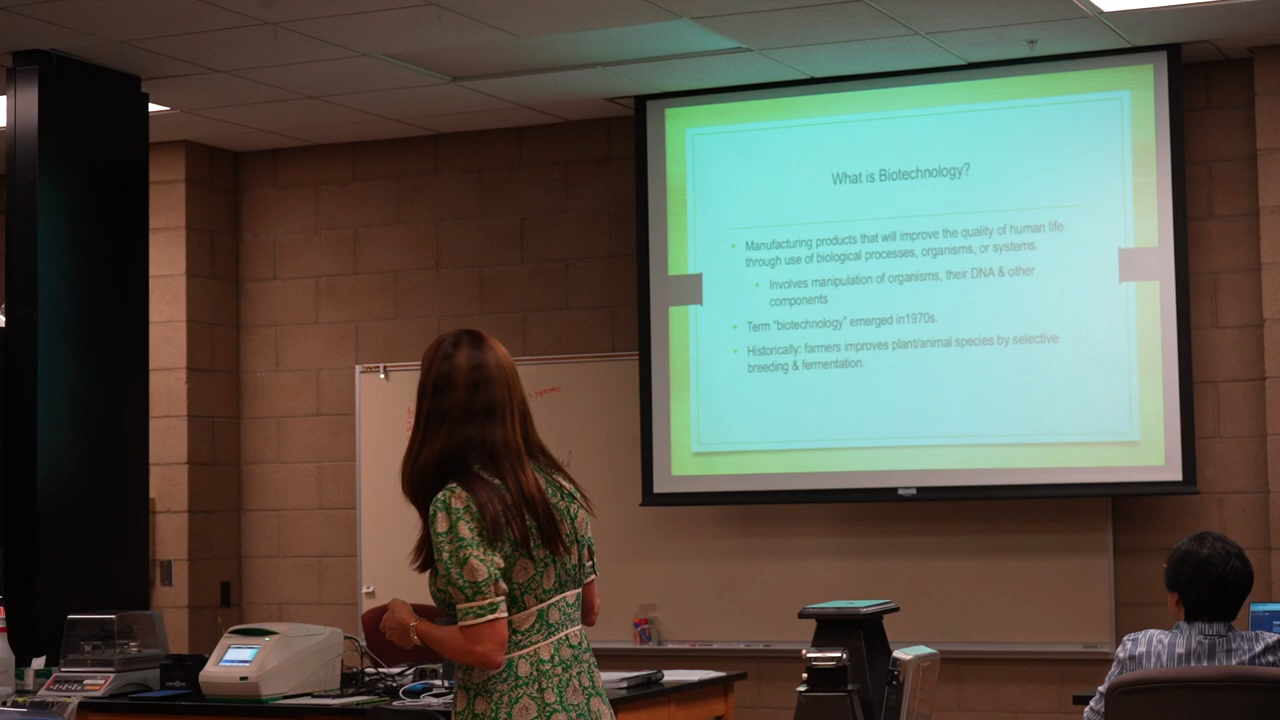 What is Biotechnology?
Manufacturing products that will improve the quality of human life
through use of biological processes, organisms, or systems.
Involves manipulation of organisms, their DNA & other
components
Term "biotechnology" emerged in1970s.
Historically: farmers improves plant/animal species by selective
breeding & fermentation.